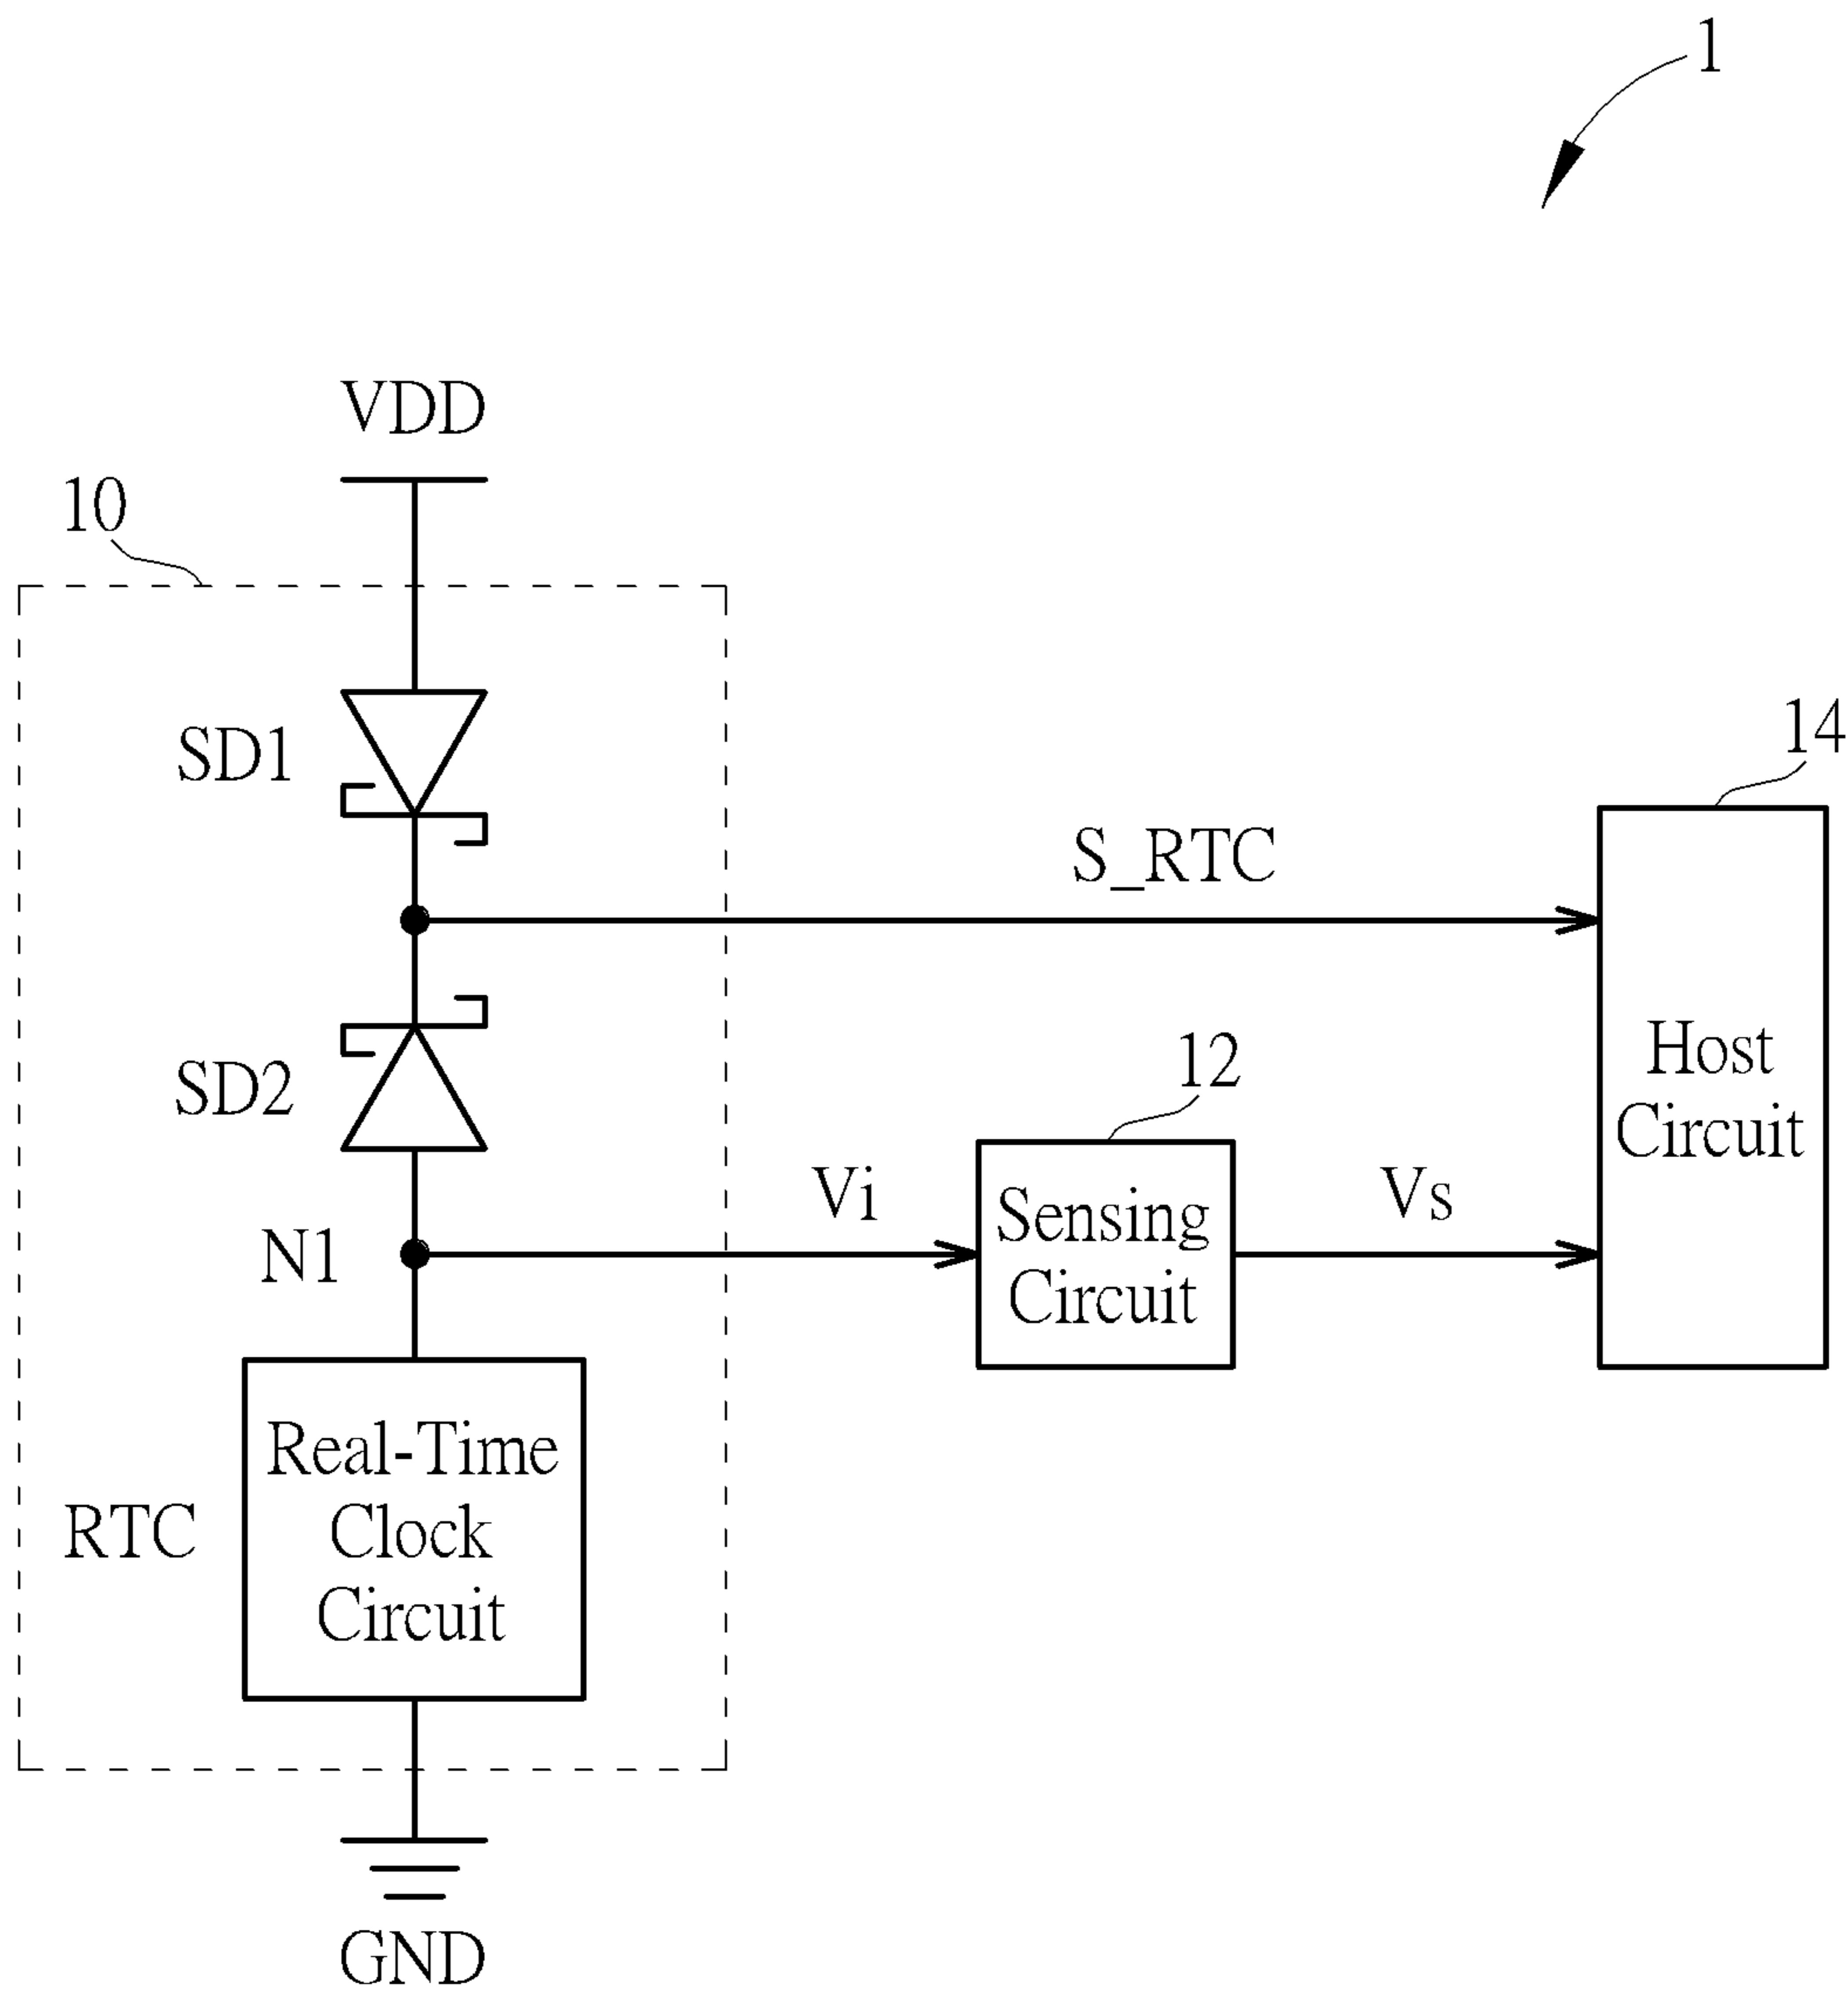 1
VDD
10
SD1
14
S_RTC
Host
Circuit
SD2
12
Vi
Sensing
Circuit
Vs
N1
Real-Time
Clock
Circuit
RTC
GND